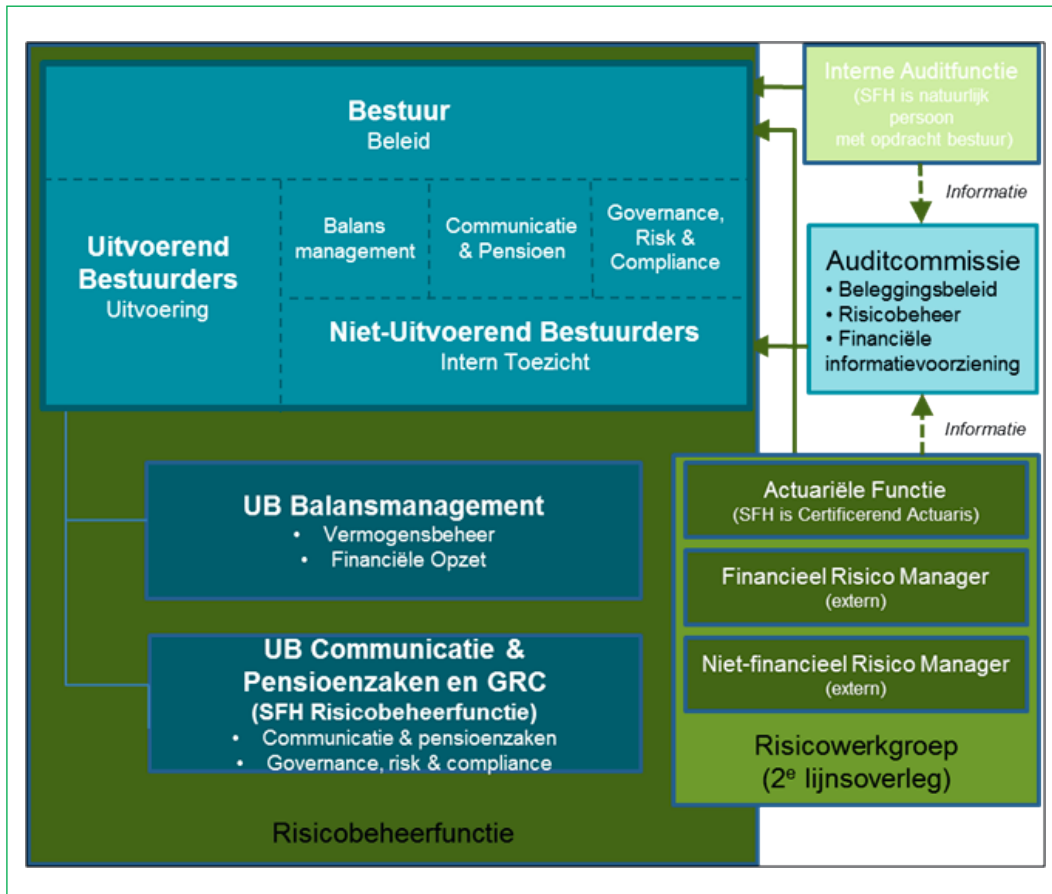 Bestuur
Beleid
Uitvoerend
Bestuurders
Uitvoering
Balans
management
Communicatie
& Pensioen
Governance,
Risk &
Compliance
Niet-Uitvoerend Bestuurders
Intern Toezicht
UB Balansmanagement
• Vermogensbeheer
• Financiële Opzet
UB Communicatie &
Pensioenzaken en GRC
(SFH Risicobeheerfunctie)
• Communicatie & pensioenzaken
• Governance, risk & compliance
Risicobeheerfunctie
Interne Auditfunctie
(SFH is natuurlijk
persoon
met opdracht bestuur)
Informatie
Auditcommissie
• Beleggingsbeleid
• Risicobeheer
• Financiële
informatievoorziening
Informatie
Actuariële Functie
(SFH is Certificerend Actuaris)
Financieel Risico Manager
(extern)
Niet-financieel Risico Manager
(extern)
Risicowerkgroep
(2e lijnsoverleg)